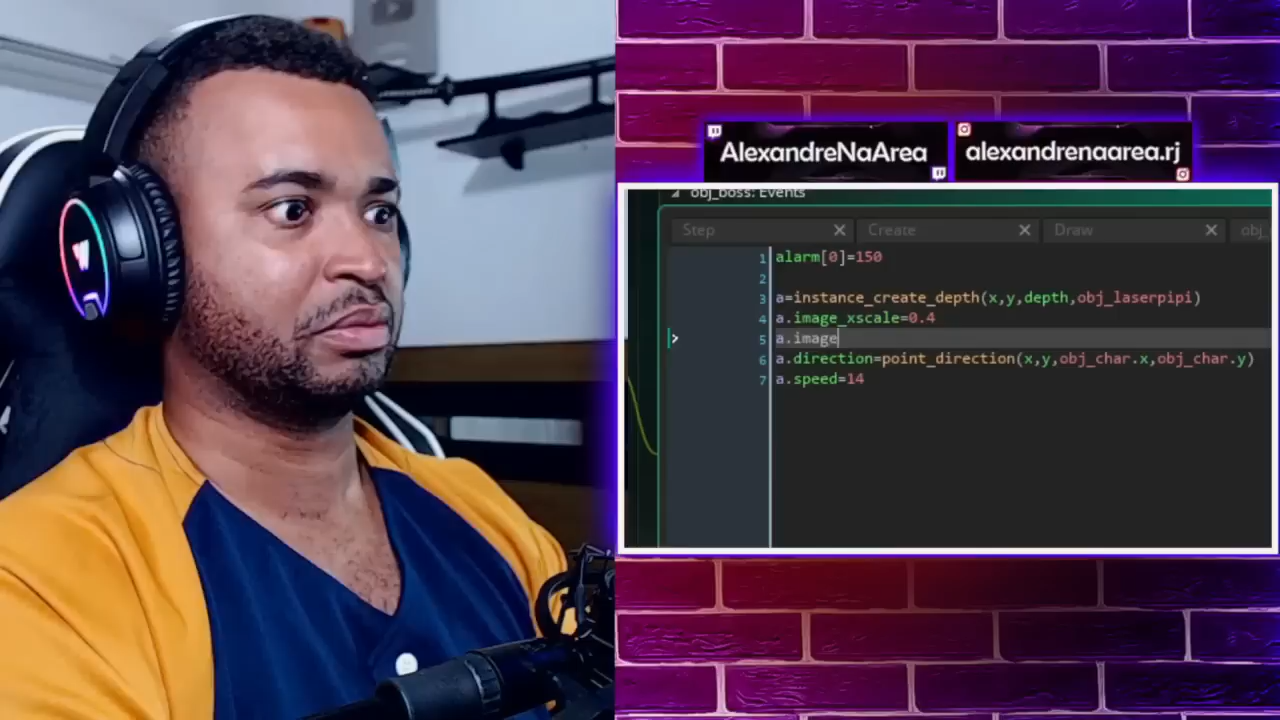 AlexandreNaArea
alexandrenaarea.rj
obj_boss: Events
Step
Create
Draw
obj_
1 alarm[0]=150
2
3 a=instance_create_depth(x,y,depth,obj_laserpipi)
4 a.image_xscale=0.4
5 a.image
6 a.direction=point_direction(x,y,obj_char.x,obj_char.y)
7 a.speed=14